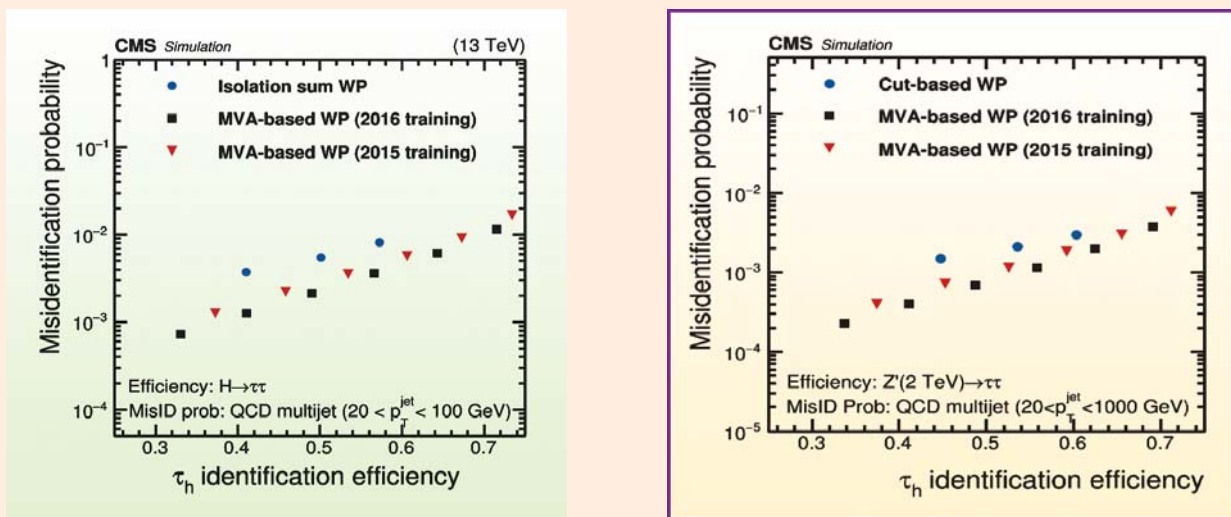 CMS Simulation (13 TeV)
1
Isolation sum WP
MVA-based WP (2016 training)
10⁻¹
MVA-based WP (2015 training)
10⁻²
10⁻³
Efficiency: H→ττ
10⁻⁴
MisID prob: QCD multijet (20 < p_T^jet < 100 GeV)
0.3 0.4 0.5 0.6 0.7
τ_h identification efficiency
Misidentification probability
CMS Simulation
Cut-based WP
10⁻¹
MVA-based WP (2016 training)
MVA-based WP (2015 training)
10⁻²
10⁻³
10⁻⁴
Efficiency: Z'(2 TeV)→ττ
MisID Prob: QCD multijet (20<p_T^jet<1000 GeV)
10⁻⁵
0.3 0.4 0.5 0.6 0.7
τ_h identification efficiency
Misidentification probability